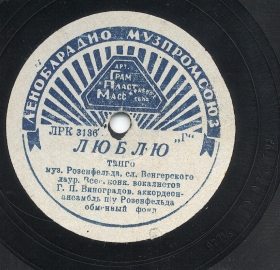 ЛЕНОБЛРАДИО МУЗПРОМСОЮЗ
АРТ.
ГРАМ
ПЛАСТ
МАСС
ЛРК 3136
"Г"
ЛЮБЛЮ
танго
муз. Розенфельда, сл. Венгерского
лаур. Всес. конк. вокалистов
Г. П. Виноградов, аккордеон-
ансамбль п/у Розенфельда
обменный фонд